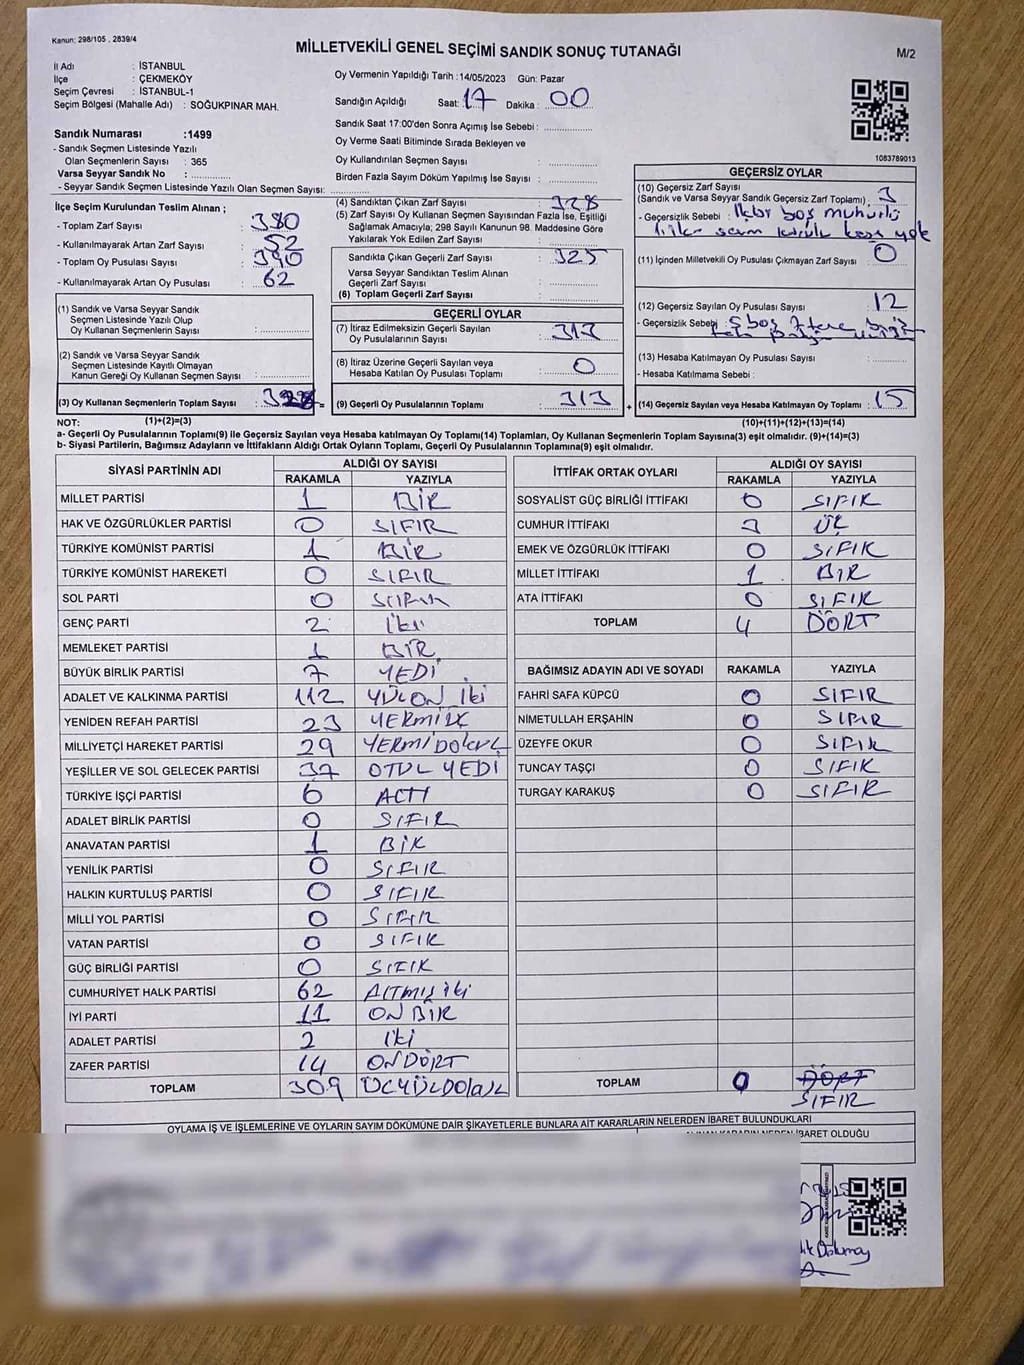 Kanun: 298/105 , 2839/4
MİLLETVEKİLİ GENEL SEÇİMİ SANDIK SONUÇ TUTANAĞI
M/2
İl Adı : İSTANBUL
İlçe : ÇEKMEKÖY
Seçim Çevresi : İSTANBUL-1
Seçim Bölgesi (Mahalle Adı) : SOĞUKPINAR MAH.
Sandık Numarası :1499
- Sandık Seçmen Listesinde Yazılı
Olan Seçmenlerin Sayısı : 365
Varsa Seyyar Sandık No :
- Seyyar Sandık Seçmen Listesinde Yazılı Olan Seçmen Sayısı:
Oy Vermenin Yapıldığı Tarih :14/05/2023 Gün: Pazar
Sandığın Açıldığı Saat: 17 Dakika : 00
Sandık Saat 17:00'den Sonra Açımış İse Sebebi :
Oy Verme Saati Bitiminde Sırada Bekleyen ve
Oy Kullandırılan Seçmen Sayısı :
Birden Fazla Sayım Döküm Yapılmış İse Sayısı :
1083789013
İlçe Seçim Kurulundan Teslim Alınan ;
- Toplam Zarf Sayısı : 380
- Kullanılmayarak Artan Zarf Sayısı : 52
- Toplam Oy Pusulası Sayısı : 390
- Kullanılmayarak Artan Oy Pusulası : 62
(1) Sandık ve Varsa Seyyar Sandık
Seçmen Listesinde Yazılı Olup
Oy Kullanan Seçmenlerin Sayısı :
(2) Sandık ve Varsa Seyyar Sandık
Seçmen Listesinde Kayıtlı Olmayan
Kanun Gereği Oy Kullanan Seçmen Sayısı :
(3) Oy Kullanan Seçmenlerin Toplam Sayısı : 328 =
(1)+(2)=(3)
(4) Sandıktan Çıkan Zarf Sayısı : 328
(5) Zarf Sayısı Oy Kullanan Seçmen Sayısından Fazla İse, Eşitliği
Sağlamak Amacıyla; 298 Sayılı Kanunun 98. Maddesine Göre
Yakılarak Yok Edilen Zarf Sayısı :
Sandıkta Çıkan Geçerli Zarf Sayısı : 325
Varsa Seyyar Sandıktan Teslim Alınan
Geçerli Zarf Sayısı :
(6) Toplam Geçerli Zarf Sayısı :
GEÇERLİ OYLAR
(7) İtiraz Edilmeksizin Geçerli Sayılan
Oy Pusulalarının Sayısı : 313
(8) İtiraz Üzerine Geçerli Sayılan veya
Hesaba Katılan Oy Pusulası Toplamı : 0
(9) Geçerli Oy Pusulalarının Toplamı : 313 +
GEÇERSİZ OYLAR
(10) Geçersiz Zarf Sayısı
(Sandık ve Varsa Seyyar Sandık Geçersiz Zarf Toplamı) : 3
- Geçersizlik Sebebi : boş mühürlü
(11) İçinden Milletvekili Oy Pusulası Çıkmayan Zarf Sayısı : 0
(12) Geçersiz Sayılan Oy Pusulası Sayısı : 12
- Geçersizlik Sebebi : 5 boş
(13) Hesaba Katılmayan Oy Pusulası Sayısı :
- Hesaba Katılmama Sebebi :
(14) Geçersiz Sayılan veya Hesaba Katılmayan Oy Toplamı : 15
(10)+(11)+(12)+(13)=(14)
NOT:
a- Geçerli Oy Pusulaları Toplamı(9) ile Geçersiz Sayılan veya Hesaba katılmayan Oy Toplamı(14) Toplamları, Oy Kullanan Seçmenlerin Toplam Sayısına(3) eşit olmalıdır. (9)+(14)=(3)
b- Siyasi Partilerin, Bağımsız Adayların ve İttifakların Aldığı Ortak Oyların Toplamı, Geçerli Oy Pusulalarının Toplamına(9) eşit olmalıdır.
SİYASİ PARTİNİN ADI ALDIĞI OY SAYISI
RAKAMLA YAZIYLA
MİLLET PARTİSİ 1 BİR
HAK VE ÖZGÜRLÜKLER PARTİSİ 0 SIFIR
TÜRKİYE KOMÜNİST PARTİSİ 1 BİR
TÜRKİYE KOMÜNİST HAREKETİ 0 SIFIR
SOL PARTİ 0 SIFIR
GENÇ PARTİ 2 İki
MEMLEKET PARTİSİ 1 BİR
BÜYÜK BİRLİK PARTİSİ 7 YEDİ
ADALET VE KALKINMA PARTİSİ 112 YÜZ ON İki
YENİDEN REFAH PARTİSİ 23 YERMİ ÜÇ
MİLLİYETÇİ HAREKET PARTİSİ 29 YERMİ DOKUZ
YEŞİLLER VE SOL GELECEK PARTİSİ 37 OTUZ YEDİ
TÜRKİYE İŞÇİ PARTİSİ 6 ALTI
ADALET BİRLİK PARTİSİ 0 SIFIR
ANAVATAN PARTİSİ 1 BİR
YENİLİK PARTİSİ 0 SIFIR
HALKIN KURTULUŞ PARTİSİ 0 SIFIR
MİLLİ YOL PARTİSİ 0 SIFIR
VATAN PARTİSİ 0 SIFIR
GÜÇ BİRLİĞİ PARTİSİ 0 SIFIR
CUMHURİYET HALK PARTİSİ 62 ALTMIŞ İki
İYİ PARTİ 11 ON BİR
ADALET PARTİSİ 2 İki
ZAFER PARTİSİ 14 ON DÖRT
TOPLAM 309 ÜÇ YÜZ DOKUZ
İTTİFAK ORTAK OYLARI ALDIĞI OY SAYISI
RAKAMLA YAZIYLA
SOSYALİST GÜÇ BİRLİĞİ İTTİFAKI 0 SIFIR
CUMHUR İTTİFAKI 3 ÜÇ
EMEK VE ÖZGÜRLÜK İTTİFAKI 0 SIFIR
MİLLET İTTİFAKI 1 BİR
ATA İTTİFAKI 0 SIFIR
TOPLAM 4 DÖRT
BAĞIMSIZ ADAYIN ADI VE SOYADI RAKAMLA YAZIYLA
FAHRİ SAFA KÜPCÜ 0 SIFIR
NİMETULLAH ERŞAHİN 0 SIFIR
ÜZEYFE OKUR 0 SIFIR
TUNCAY TAŞÇI 0 SIFIR
TURGAY KARAKUŞ 0 SIFIR
TOPLAM 0 DÖRT
SIFIR
OYLAMA İŞ VE İŞLEMLERİNE VE OYLARIN SAYIM DÖKÜMÜNE DAİR ŞİKAYETLERLE BUNLARA AİT KARARLARIN NELERDEN İBARET BULUNDUKLARI
İBARET OLDUĞU